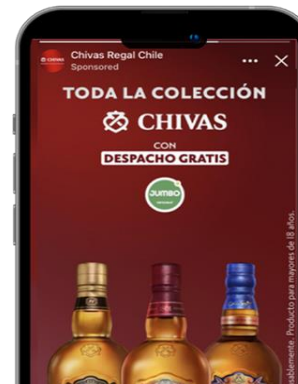 Chivas Regal Chile
Sponsored
TODA LA COLECCIÓN
CHIVAS
CON
DESPACHO GRATIS
JUMBO
ablemente. Producto para mayores de 18 años.